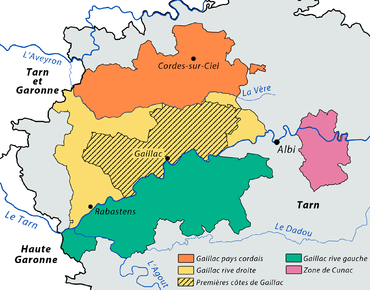 L'Aveyron
Cordes-sur-Ciel
Tarn
et
Garonne
La Vère
Gaillac
Albi
Rabastens
Tarn
Le Tarn
Le Dadou
Haute
Garonne
L'Agout
Gaillac pays cordais
Gaillac rive droite
Premières côtes de Gaillac
Gaillac rive gauche
Zone de Cunac